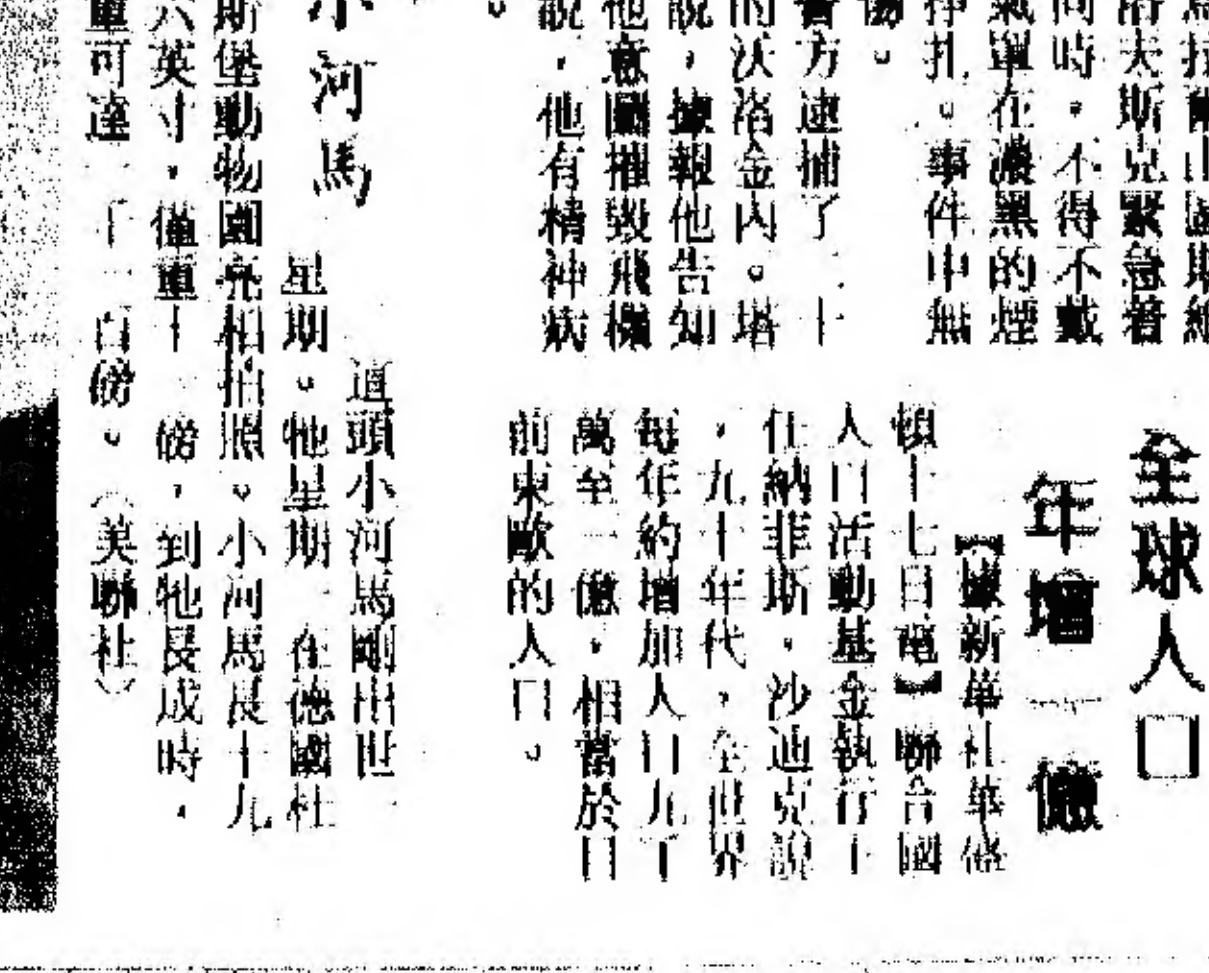 洛夫斯克緊急着
同時，不得不戴
氣罩在濃黑的煙
掙扎。事件中無
傷。
警方逮捕了二十
的沃洛金內。塔
說，據報他告知
他意圖摧毀飛機
說，他有精神病
。
全球人口
年增一億
【據新華社華盛
頓十七日電】聯合國
人口活動基金執行主
任納菲斯．沙迪克說
，九十年代，全世界
每年約增加人口九千
萬至一億，相當於目
前東歐的人口。
小河馬
這頭小河馬剛出世
星期。牠星期 在德國杜
斯堡動物園亮相拍照。小河馬長十九
六英寸，僅重十 磅，到牠長成時，
重可達 千一百磅。（美聯社）